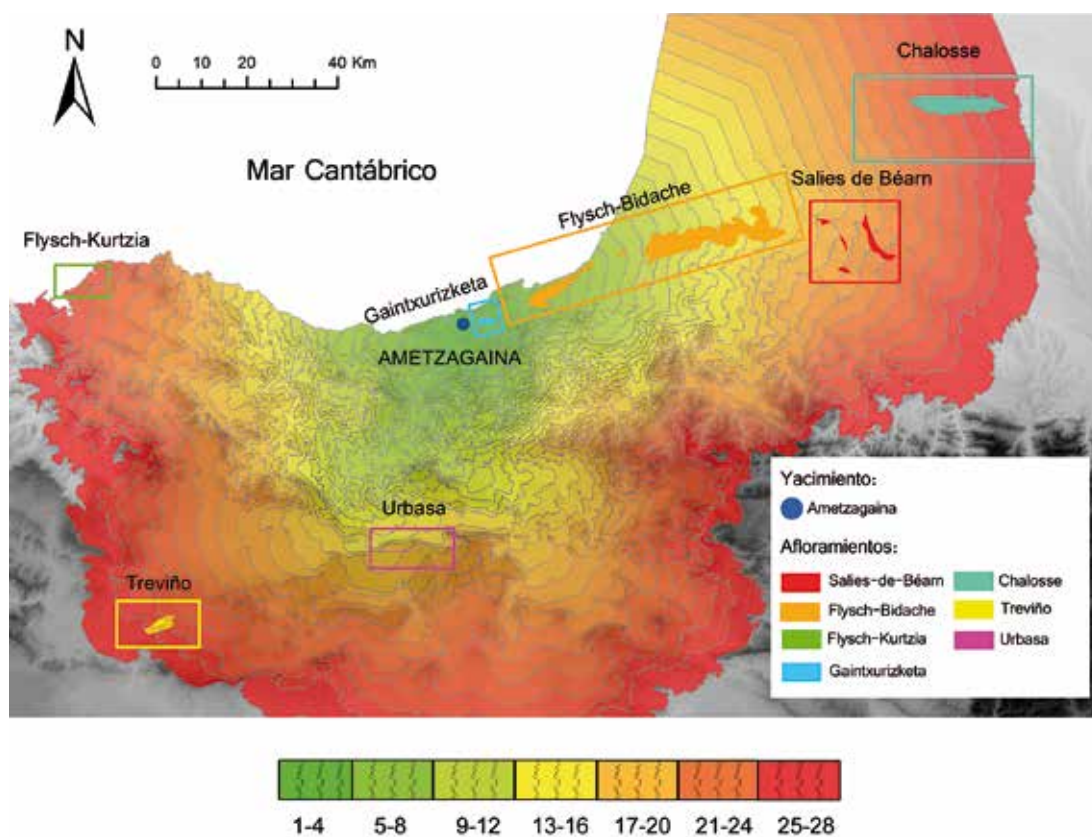 N
0 10 20 40 Km
Chalosse
Mar Cantábrico
Salies de Béarn
Flysch-Bidache
Flysch-Kurtzia
Gaintxurizketa
AMETZAGAINA
Urbasa
Treviño
Yacimiento:
Ametzagaina
Afloramientos:
Salies-de-Béarn
Chalosse
Flysch-Bidache
Treviño
Flysch-Kurtzia
Urbasa
Gaintxurizketa
1-4 5-8 9-12 13-16 17-20 21-24 25-28